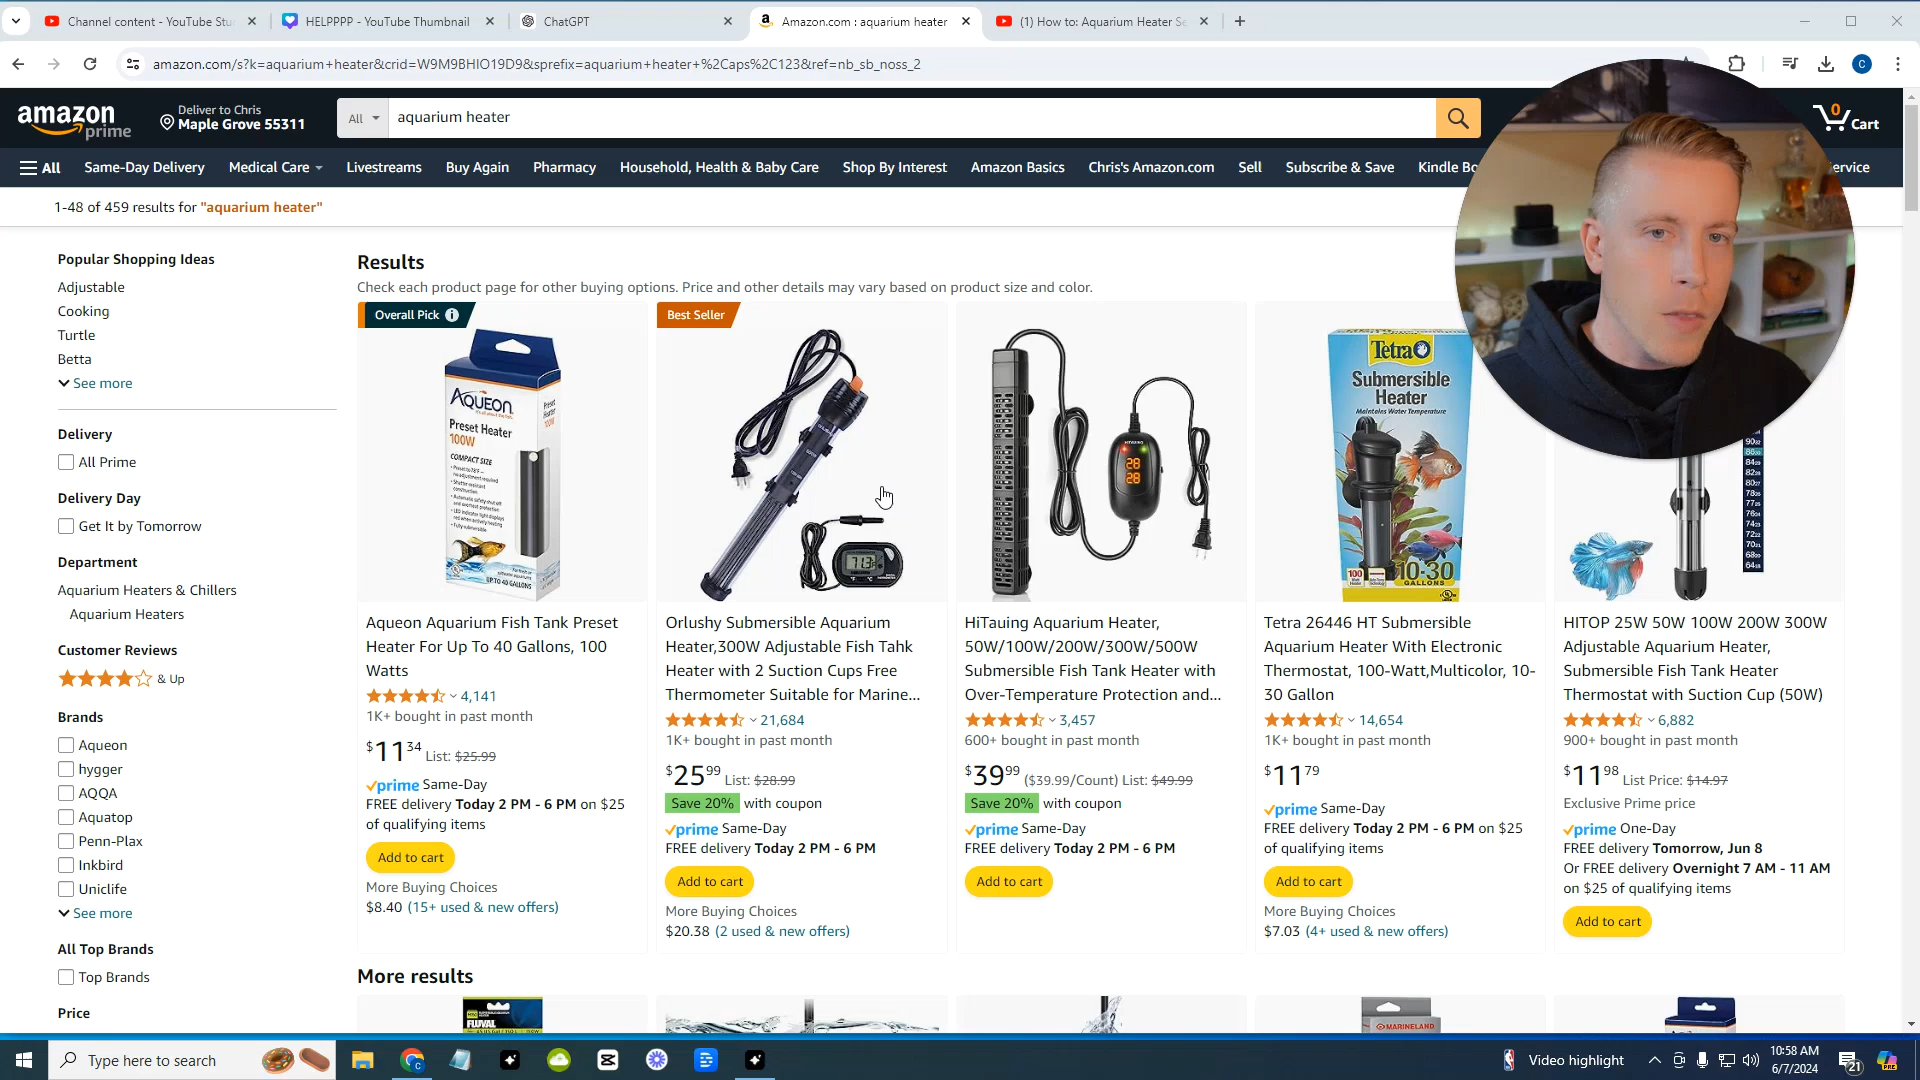 Channel content - YouTube Stu
HELPPPP - YouTube Thumbnail
ChatGPT
Amazon.com : aquarium heater
(1) How to: Aquarium Heater Se
amazon.com/s?k=aquarium+heater&crid=W9M9BHIO19D9&sprefix=aquarium+heater+%2Caps%2C123&ref=nb_sb_noss_2
C
amazon
prime
Deliver to Chris
Maple Grove 55311
All
aquarium heater
0
Cart
All
Same-Day Delivery
Medical Care
Livestreams
Buy Again
Pharmacy
Household, Health & Baby Care
Shop By Interest
Amazon Basics
Chris's Amazon.com
Sell
Subscribe & Save
Kindle Bo
ervice
1-48 of 459 results for "aquarium heater"
Popular Shopping Ideas
Adjustable
Cooking
Turtle
Betta
See more
Delivery
All Prime
Delivery Day
Get It by Tomorrow
Department
Aquarium Heaters & Chillers
Aquarium Heaters
Customer Reviews
& Up
Brands
Aqueon
hygger
AQQA
Aquatop
Penn-Plax
Inkbird
Uniclife
See more
All Top Brands
Top Brands
Price
Results
Check each product page for other buying options. Price and other details may vary based on product size and color.
Overall Pick
AQUEON
Preset Heater
100W
COMPACT SIZE
UP TO 40 GALLONS
Aqueon Aquarium Fish Tank Preset
Heater For Up To 40 Gallons, 100
Watts
4,141
1K+ bought in past month
$11 34 List: $25.99
prime Same-Day
FREE delivery Today 2 PM - 6 PM on $25
of qualifying items
Add to cart
More Buying Choices
$8.40 (15+ used & new offers)
Best Seller
Orlushy Submersible Aquarium
Heater,300W Adjustable Fish Tahk
Heater with 2 Suction Cups Free
Thermometer Suitable for Marine...
21,684
1K+ bought in past month
$25 99 List: $28.99
Save 20% with coupon
prime Same-Day
FREE delivery Today 2 PM - 6 PM
Add to cart
More Buying Choices
$20.38 (2 used & new offers)
28
28
HiTauing Aquarium Heater,
50W/100W/200W/300W/500W
Submersible Fish Tank Heater with
Over-Temperature Protection and...
3,457
600+ bought in past month
$39 99 ($39.99/Count) List: $49.99
Save 20% with coupon
prime Same-Day
FREE delivery Today 2 PM - 6 PM
Add to cart
Tetra
Submersible
Heater
Maintains Water Temperature
100
10-30
GALLONS
Tetra 26446 HT Submersible
Aquarium Heater With Electronic
Thermostat, 100-Watt,Multicolor, 10-
30 Gallon
14,654
1K+ bought in past month
$11 79
prime Same-Day
FREE delivery Today 2 PM - 6 PM on $25
of qualifying items
Add to cart
More Buying Choices
$7.03 (4+ used & new offers)
HITOP 25W 50W 100W 200W 300W
Adjustable Aquarium Heater,
Submersible Fish Tank Heater
Thermostat with Suction Cup (50W)
6,882
900+ bought in past month
$11 98 List Price: $14.97
Exclusive Prime price
prime One-Day
FREE delivery Tomorrow, Jun 8
Or FREE delivery Overnight 7 AM - 11 AM
on $25 of qualifying items
Add to cart
More results
FLUVAL
MARINELAND
AQUEON
Type here to search
Video highlight
10:58 AM
6/7/2024
21